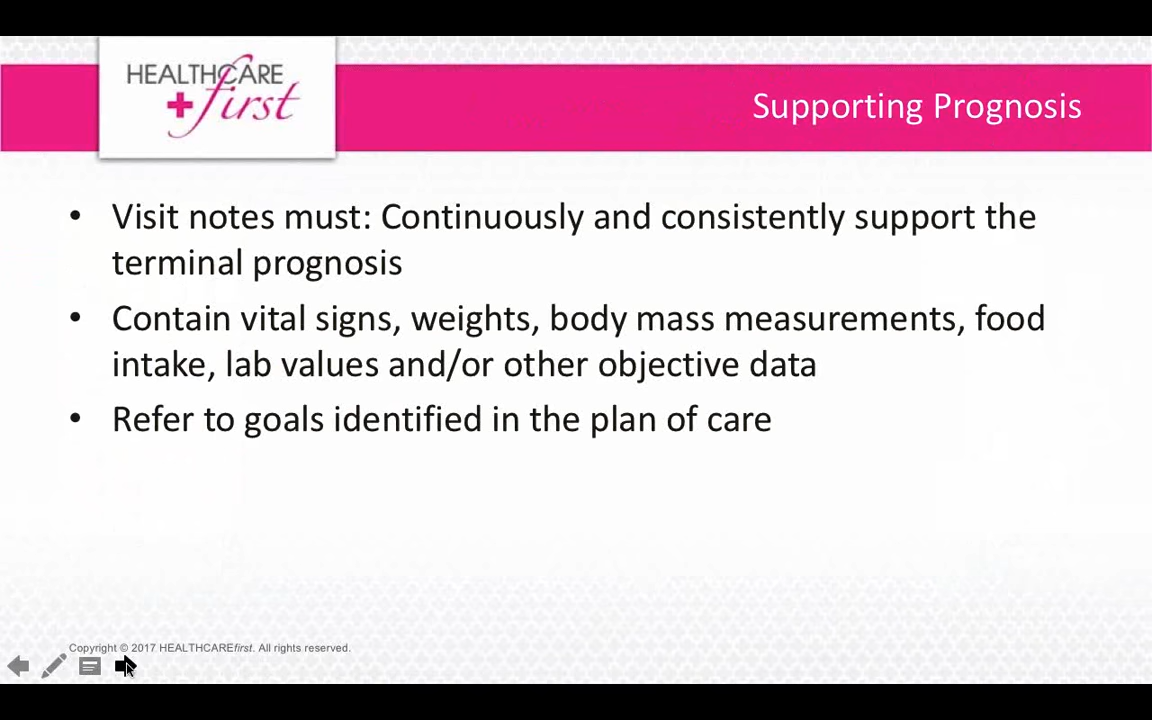 HEALTHCARE
first
Supporting Prognosis
• Visit notes must: Continuously and consistently support the
terminal prognosis
• Contain vital signs, weights, body mass measurements, food
intake, lab values and/or other objective data
• Refer to goals identified in the plan of care
Copyright © 2017 HEALTHCAREfirst. All rights reserved.